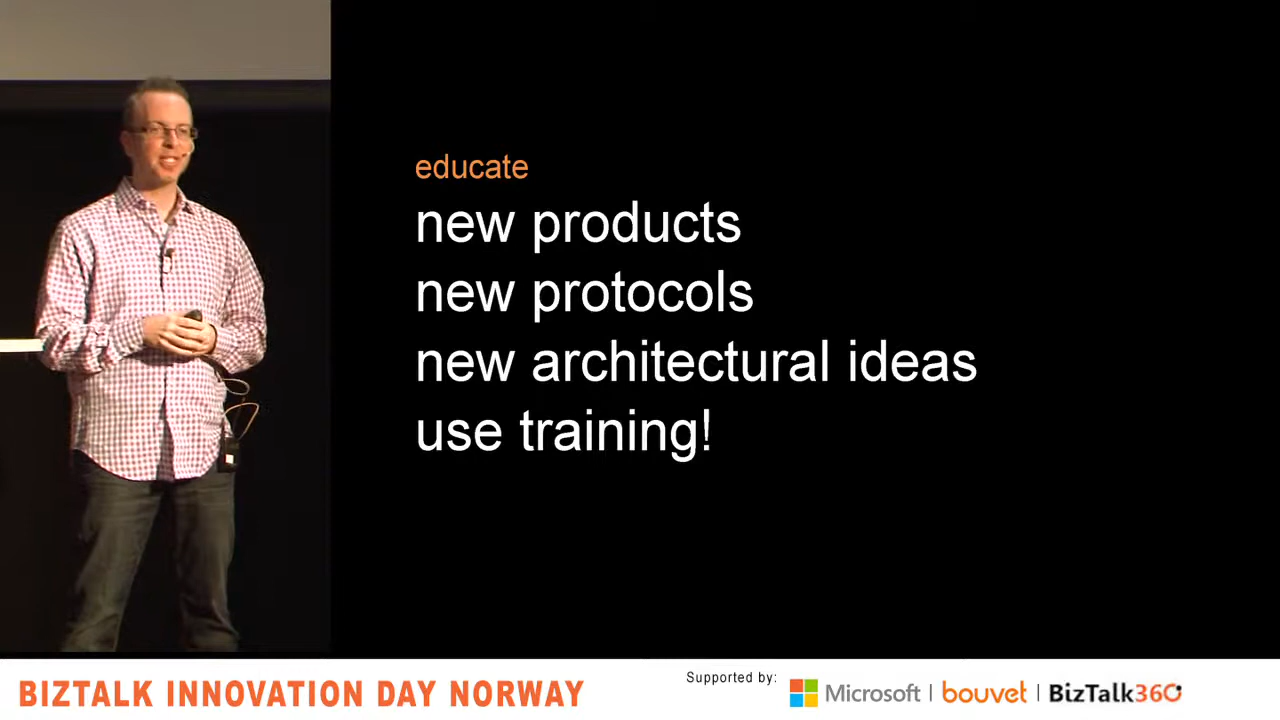 educate
new products
new protocols
new architectural ideas
use training!
BIZTALK INNOVATION DAY NORWAY
Supported by:
Microsoft | bouvet | BizTalk360